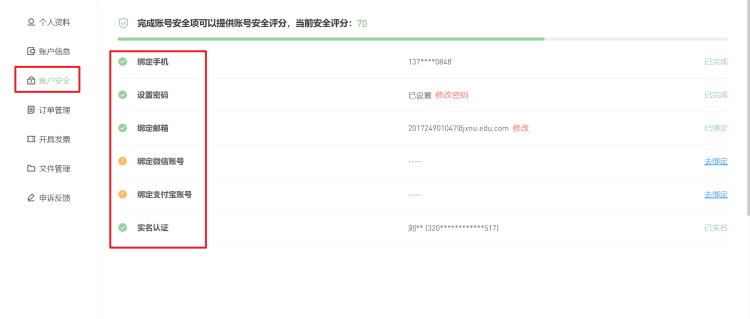 个人资料
账户信息
账户安全
订单管理
开具发票
文件管理
申诉反馈
完成账号安全项可以提供账号安全评分，当前安全评分：70
绑定手机 137****0848 已完成
设置密码 已设置 修改密码 已完成
绑定邮箱 201724901047@jxnu.edu.com 修改 已绑定
绑定微信账号 ---- 去绑定
绑定支付宝账号 ---- 去绑定
实名认证 刘** (320************517) 已实名